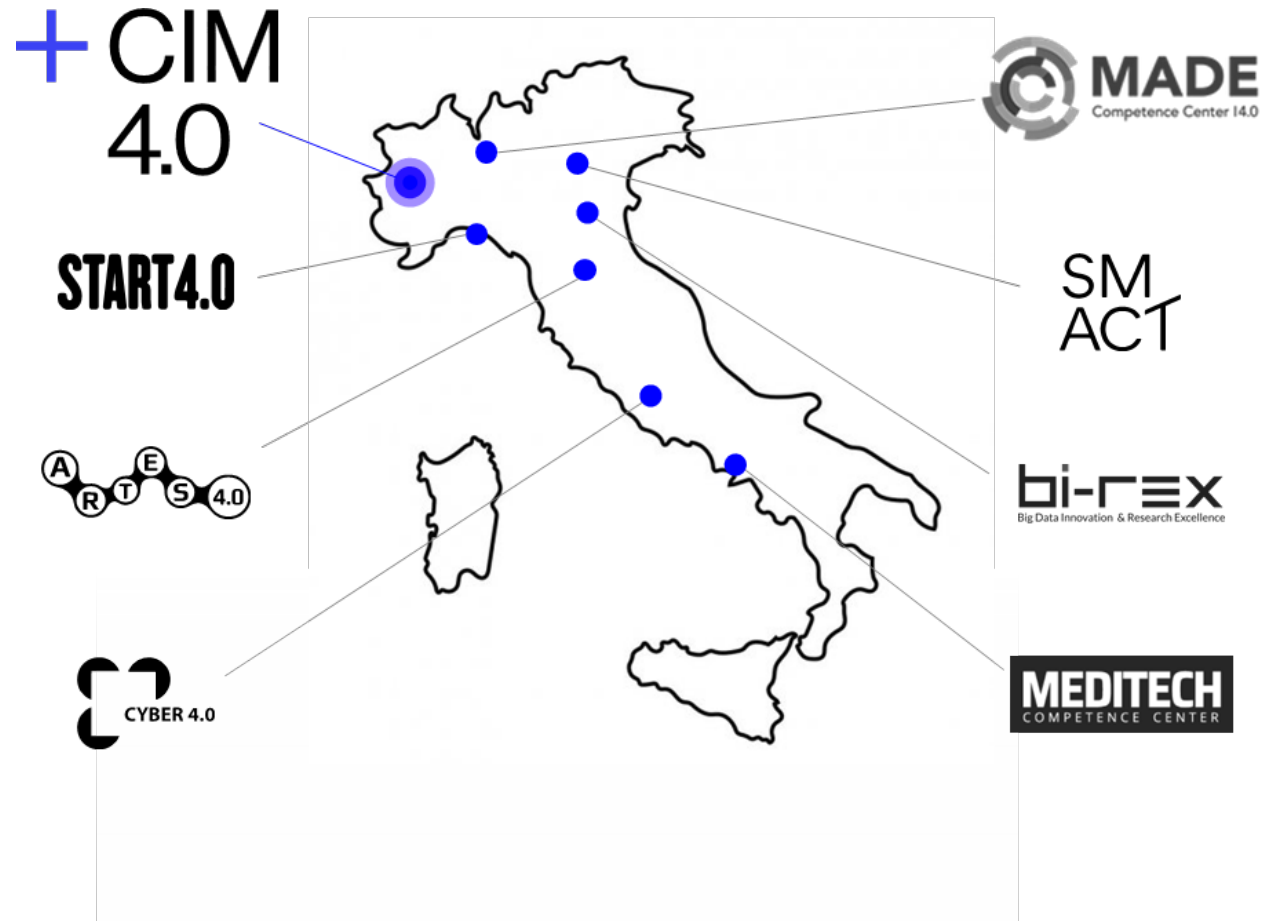 CIM
4.0
START4.0
ARTES 4.0
CYBER 4.0
MADE
Competence Center I4.0
SM
ACT
bi-rex
Big Data Innovation & Research Excellence
MEDITECH
COMPETENCE CENTER